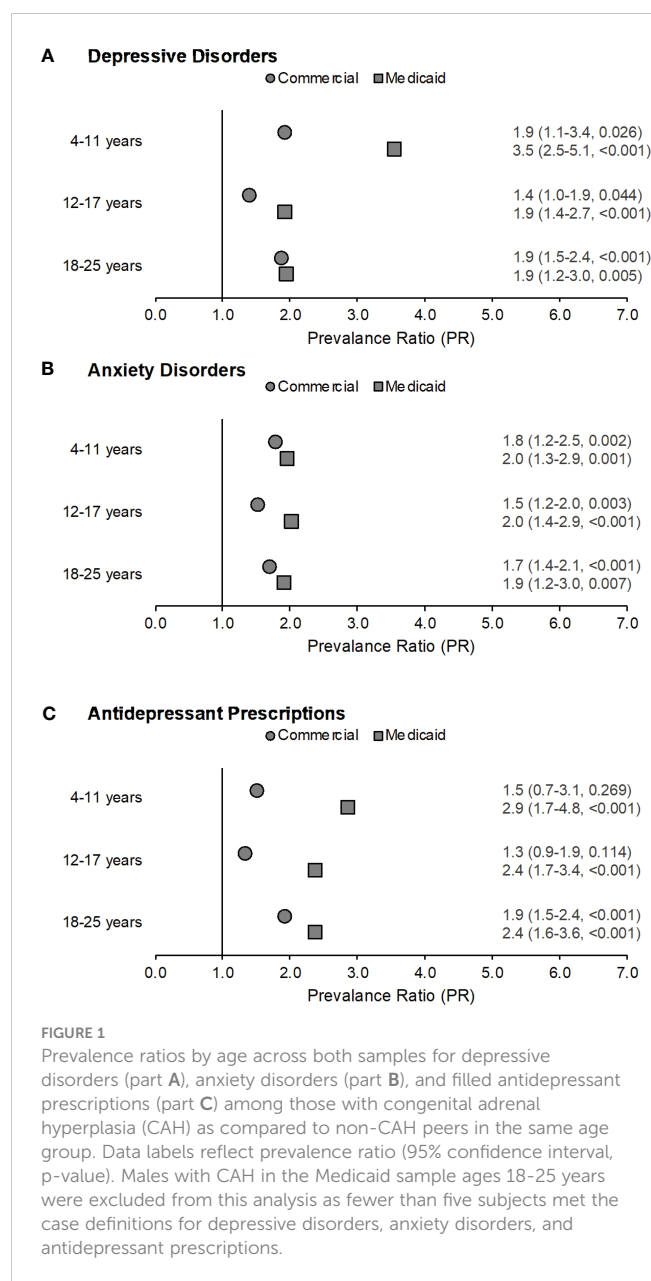 A Depressive Disorders
Commercial Medicaid
4-11 years
1.9 (1.1-3.4, 0.026)
3.5 (2.5-5.1, <0.001)
12-17 years
1.4 (1.0-1.9, 0.044)
1.9 (1.4-2.7, <0.001)
18-25 years
1.9 (1.5-2.4, <0.001)
1.9 (1.2-3.0, 0.005)
0.0 1.0 2.0 3.0 4.0 5.0 6.0 7.0
Prevalance Ratio (PR)
B Anxiety Disorders
Commercial Medicaid
4-11 years
1.8 (1.2-2.5, 0.002)
2.0 (1.3-2.9, 0.001)
12-17 years
1.5 (1.2-2.0, 0.003)
2.0 (1.4-2.9, <0.001)
18-25 years
1.7 (1.4-2.1, <0.001)
1.9 (1.2-3.0, 0.007)
0.0 1.0 2.0 3.0 4.0 5.0 6.0 7.0
Prevalance Ratio (PR)
C Antidepressant Prescriptions
Commercial Medicaid
4-11 years
1.5 (0.7-3.1, 0.269)
2.9 (1.7-4.8, <0.001)
12-17 years
1.3 (0.9-1.9, 0.114)
2.4 (1.7-3.4, <0.001)
18-25 years
1.9 (1.5-2.4, <0.001)
2.4 (1.6-3.6, <0.001)
0.0 1.0 2.0 3.0 4.0 5.0 6.0 7.0
Prevalance Ratio (PR)
FIGURE 1
Prevalence ratios by age across both samples for depressive
disorders (part A), anxiety disorders (part B), and filled antidepressant
prescriptions (part C) among those with congenital adrenal
hyperplasia (CAH) as compared to non-CAH peers in the same age
group. Data labels reflect prevalence ratio (95% confidence interval,
p-value). Males with CAH in the Medicaid sample ages 18-25 years
were excluded from this analysis as fewer than five subjects met the
case definitions for depressive disorders, anxiety disorders, and
antidepressant prescriptions.